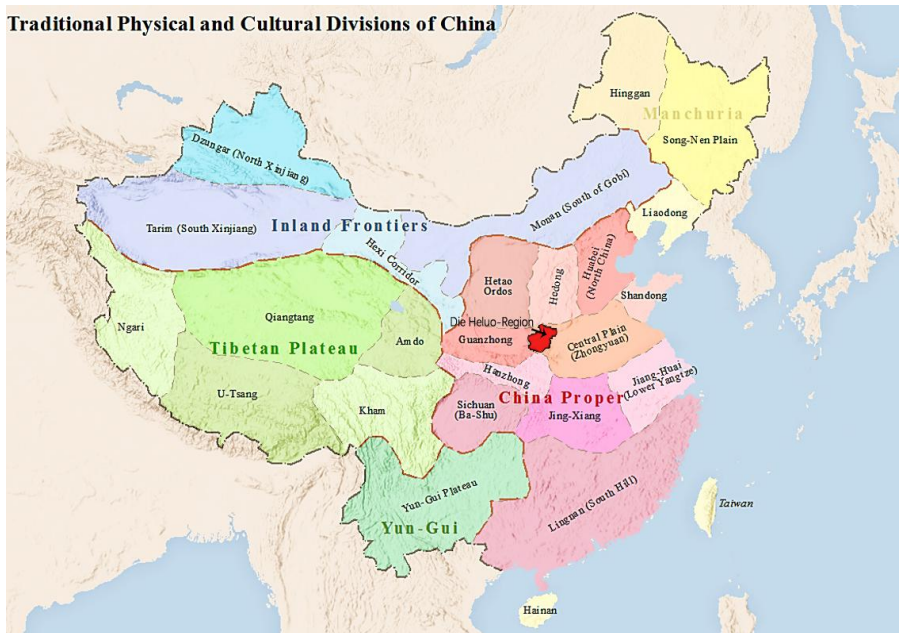 Traditional Physical and Cultural Divisions of China
Hinggan
Manchuria
Song-Nen Plain
Dzungar (North Xinjiang)
Monan (South of Gobi)
Liaodong
Tarim (South Xinjiang)
Inland Frontiers
Hexi Corridor
Huabei
(North China)
Hetao
Ordos
Hedong
Shandong
Ngari
Qiangtang
Die Heluo-Region
Guanzhong
Central Plain
(Zhongyuan)
Tibetan Plateau
Amdo
Hanzhong
Jiang-Huai
(Lower Yangtze)
U-Tsang
Kham
Sichuan
(Ba-Shu)
China Proper
Jing-Xiang
Yun-Gui Plateau
Yun-Gui
Lingnan (South Hill)
Taiwan
Hainan